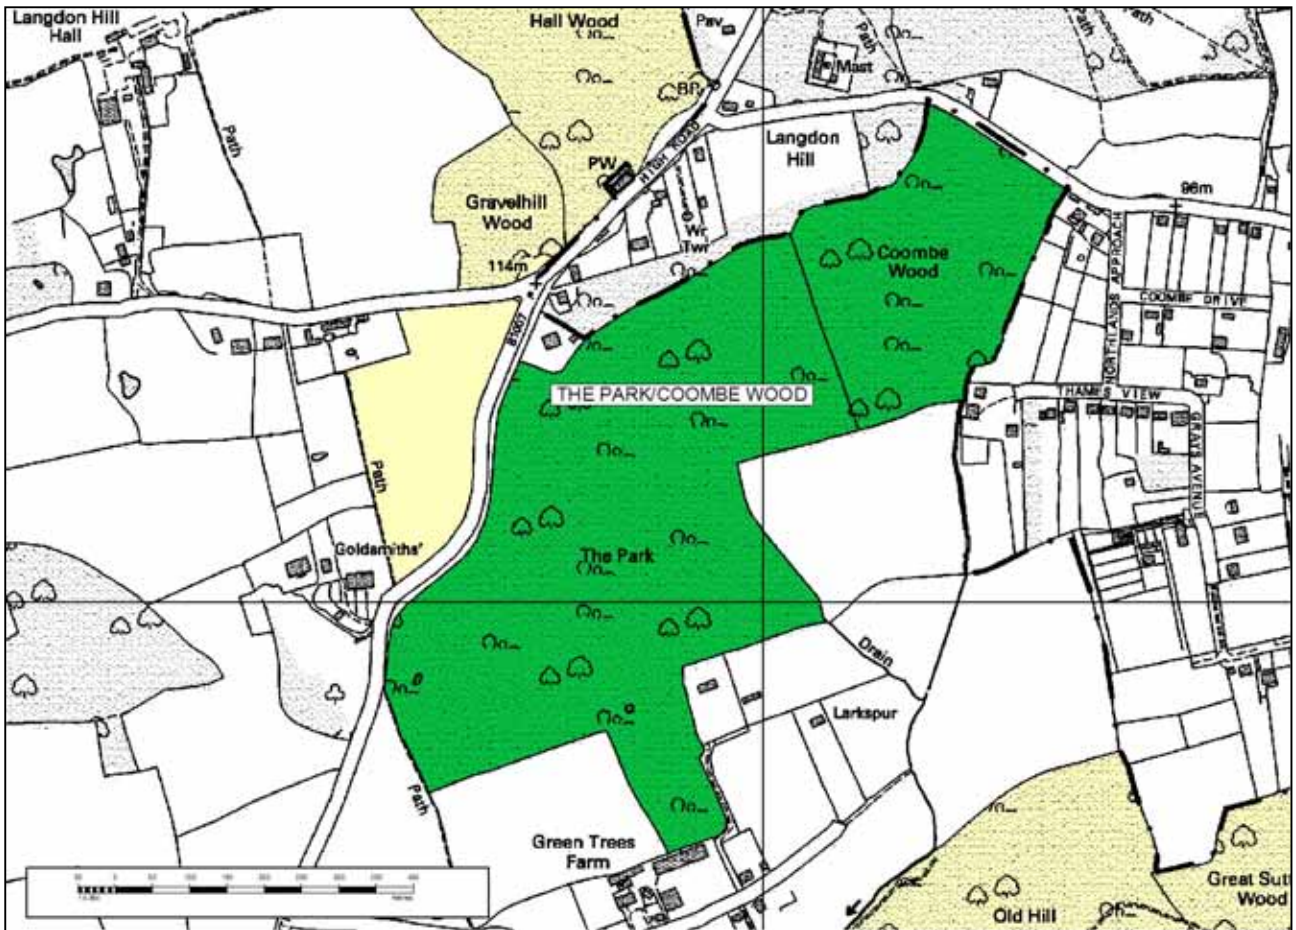 Langdon Hill
Hall
Hall Wood
Pav
Path
Path
Mast
BP
Path
Langdon
Hill
PW
HIGH ROAD
Gravelhill
Wood
Wr
Twr
96m
114m
Coombe
Wood
NORTHLANDS APPROACH
COOMBE DRIVE
B1007
THE PARK/COOMBE WOOD
THAMES VIEW
GRAYS AVENUE
Path
Goldsmiths'
The Park
Drain
Larkspur
Path
Green Trees
Farm
Great Sutt
Wood
Old Hill